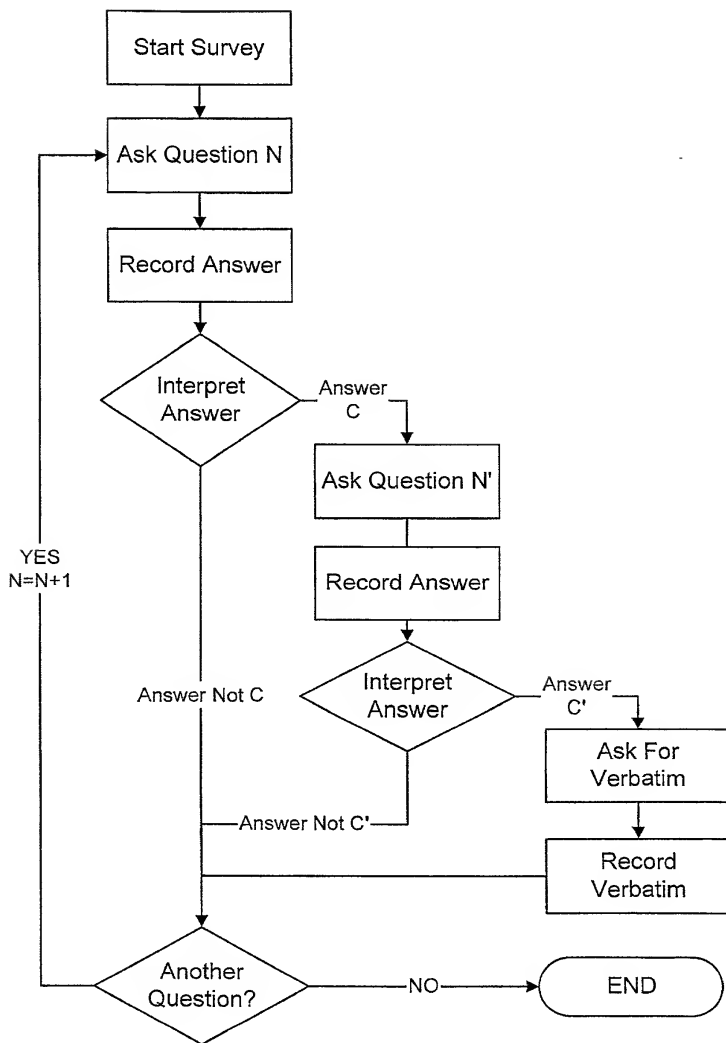 Start Survey
Ask Question N
Record Answer
Interpret
Answer
Answer
C
Ask Question N'
Record Answer
YES
N=N+1
Answer Not C
Interpret
Answer
Answer
C'
Ask For
Verbatim
Answer Not C'
Record
Verbatim
Another
Question?
NO
END